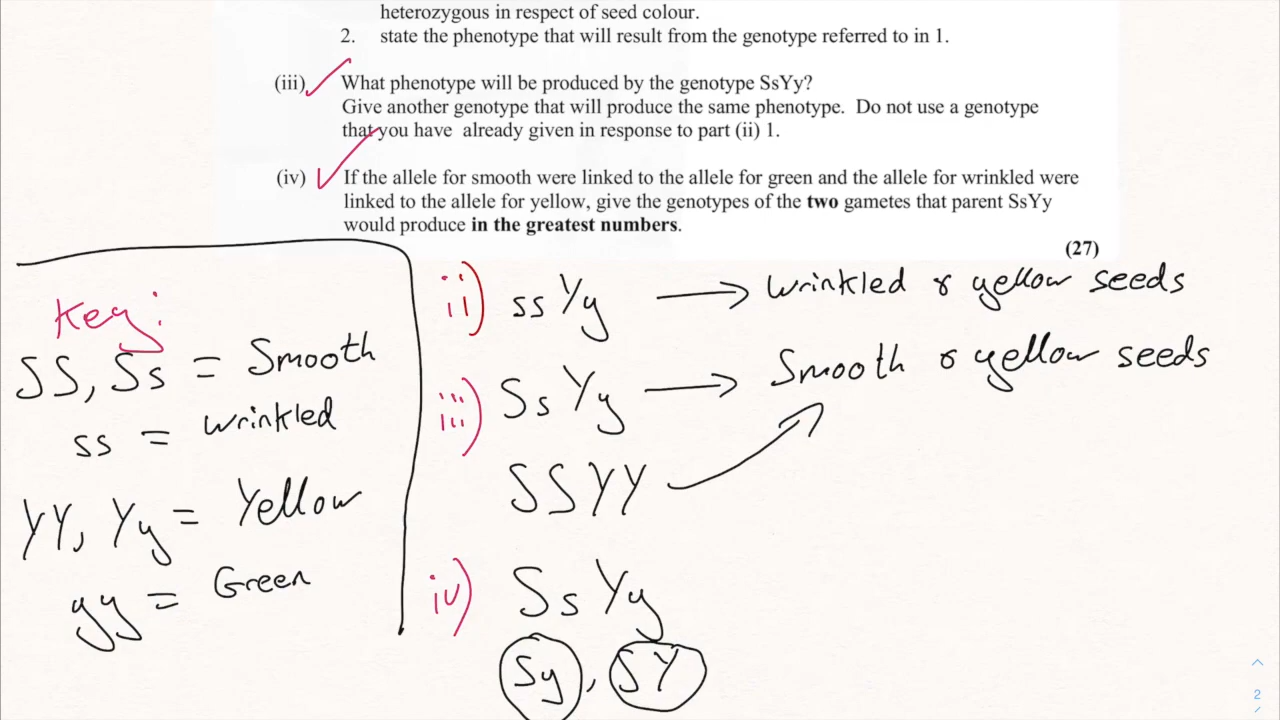 heterozygous in respect of seed colour.
2. state the phenotype that will result from the genotype referred to in 1.
(iii) What phenotype will be produced by the genotype SsYy?
Give another genotype that will produce the same phenotype. Do not use a genotype
that you have already given in response to part (ii) 1.
(iv) If the allele for smooth were linked to the allele for green and the allele for wrinkled were
linked to the allele for yellow, give the genotypes of the two gametes that parent SsYy
would produce in the greatest numbers.
(27)
Key:
SS, Ss = Smooth
ss = wrinkled
YY, Yy = Yellow
yy = Green
ii) ssYy → Wrinkled & yellow seeds
iii) SsYy → Smooth & yellow seeds
SSYY
iv) SsYy
Sy, SY
2